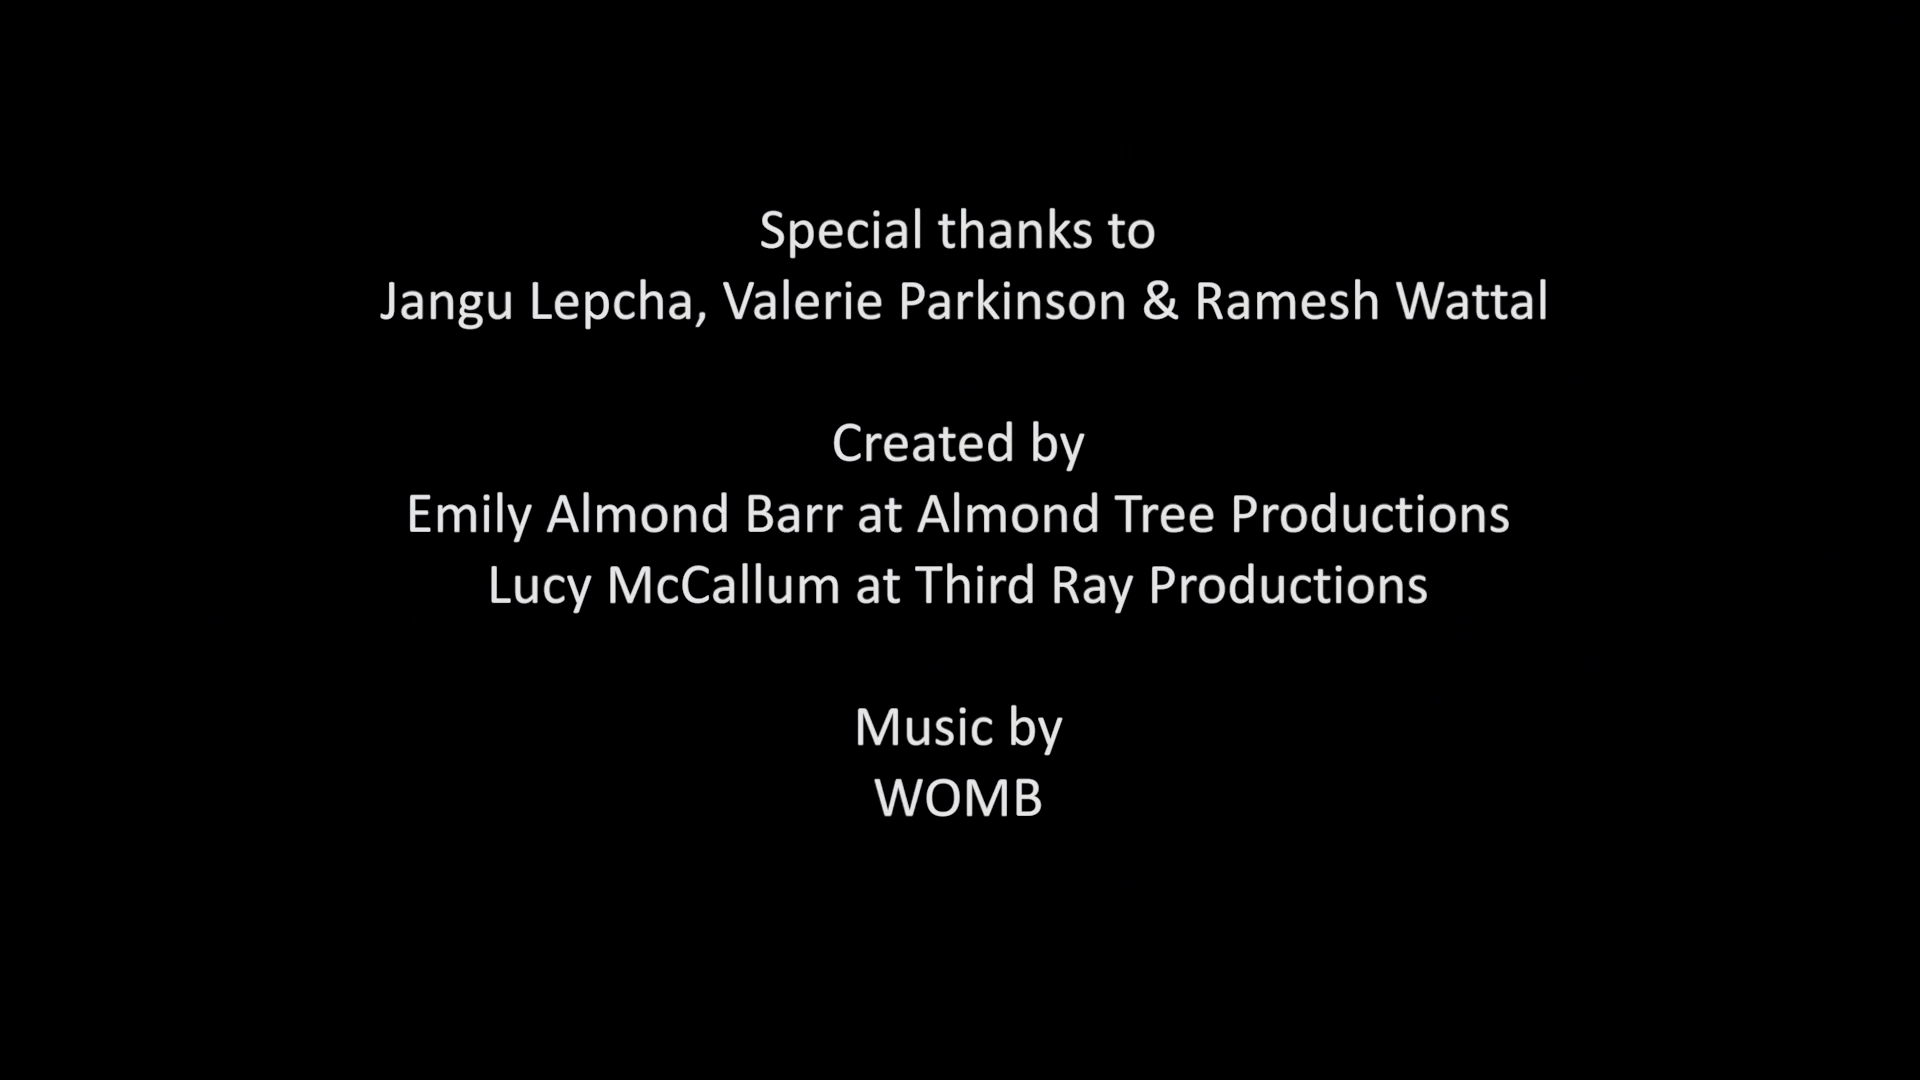 Special thanks to
Jangu Lepcha, Valerie Parkinson & Ramesh Wattal
Created by
Emily Almond Barr at Almond Tree Productions
Lucy McCallum at Third Ray Productions
Music by
WOMB